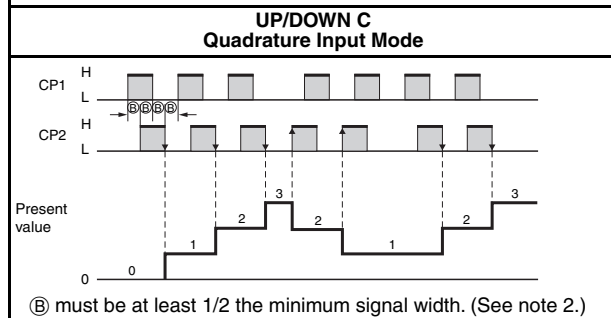 UP/DOWN C
Quadrature Input Mode
CP1
H
L
Ⓑ Ⓑ Ⓑ Ⓑ
CP2
H
L
Present
value
0
0
1
2
3
2
1
2
3
Ⓑ must be at least 1/2 the minimum signal width. (See note 2.)